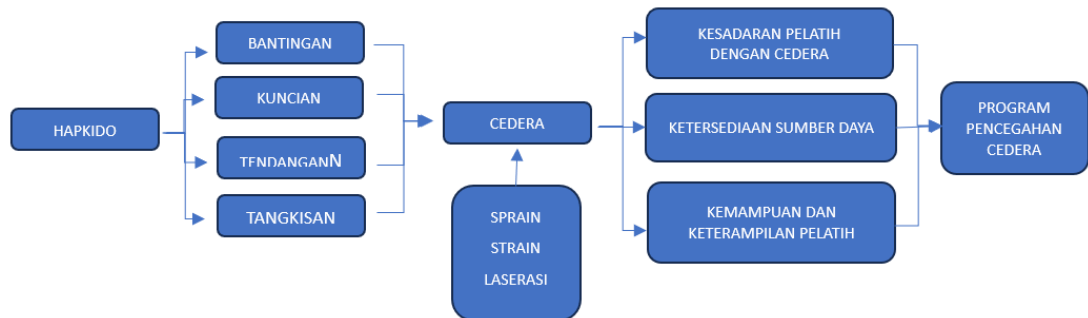 HAPKIDO
BANTINGAN
KUNCIAN
TENDANGANN
TANGKISAN
CEDERA
SPRAIN
STRAIN
LASERASI
KESADARAN PELATIH
DENGAN CEDERA
KETERSEDIAAN SUMBER DAYA
KEMAMPUAN DAN
KETERAMPILAN PELATIH
PROGRAM
PENCEGAHAN
CEDERA